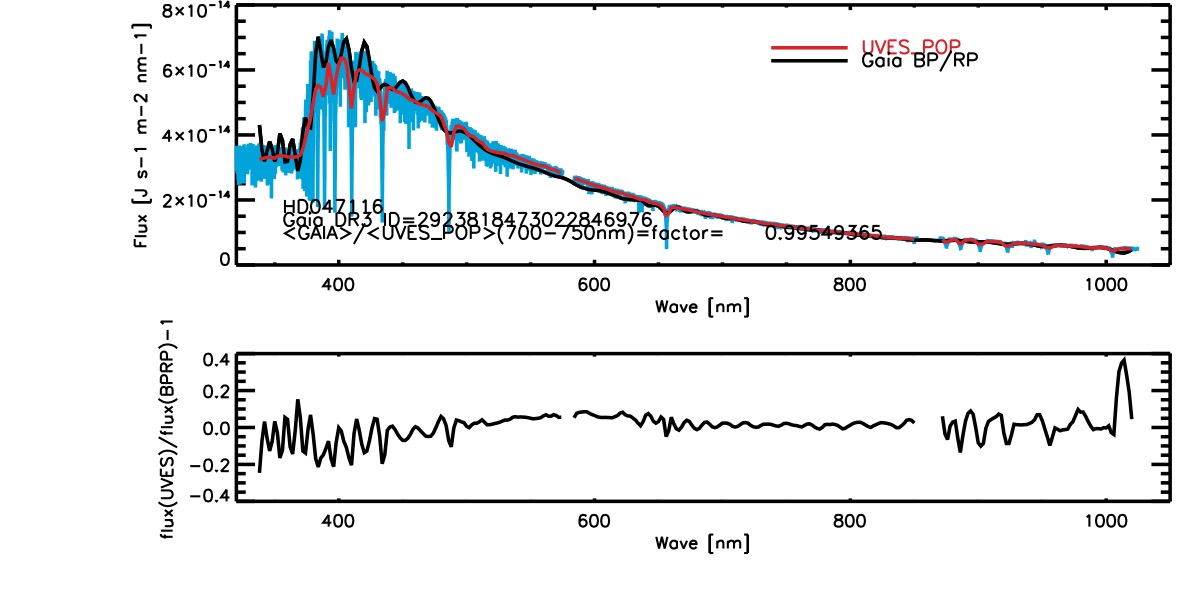 8×10⁻¹⁴
6×10⁻¹⁴
4×10⁻¹⁴
2×10⁻¹⁴
0
Flux [J s−1 m−2 nm−1]
UVES_POP
Gaia BP/RP
HD047116
Gaia DR3 ID=2923818473022846976
<GAIA>/<UVES_POP>(700−750nm)=factor= 0.99549365
400 600 800 1000
Wave [nm]
0.4
0.2
0.0
−0.2
−0.4
flux(UVES)/flux(BPRP)−1
400 600 800 1000
Wave [nm]